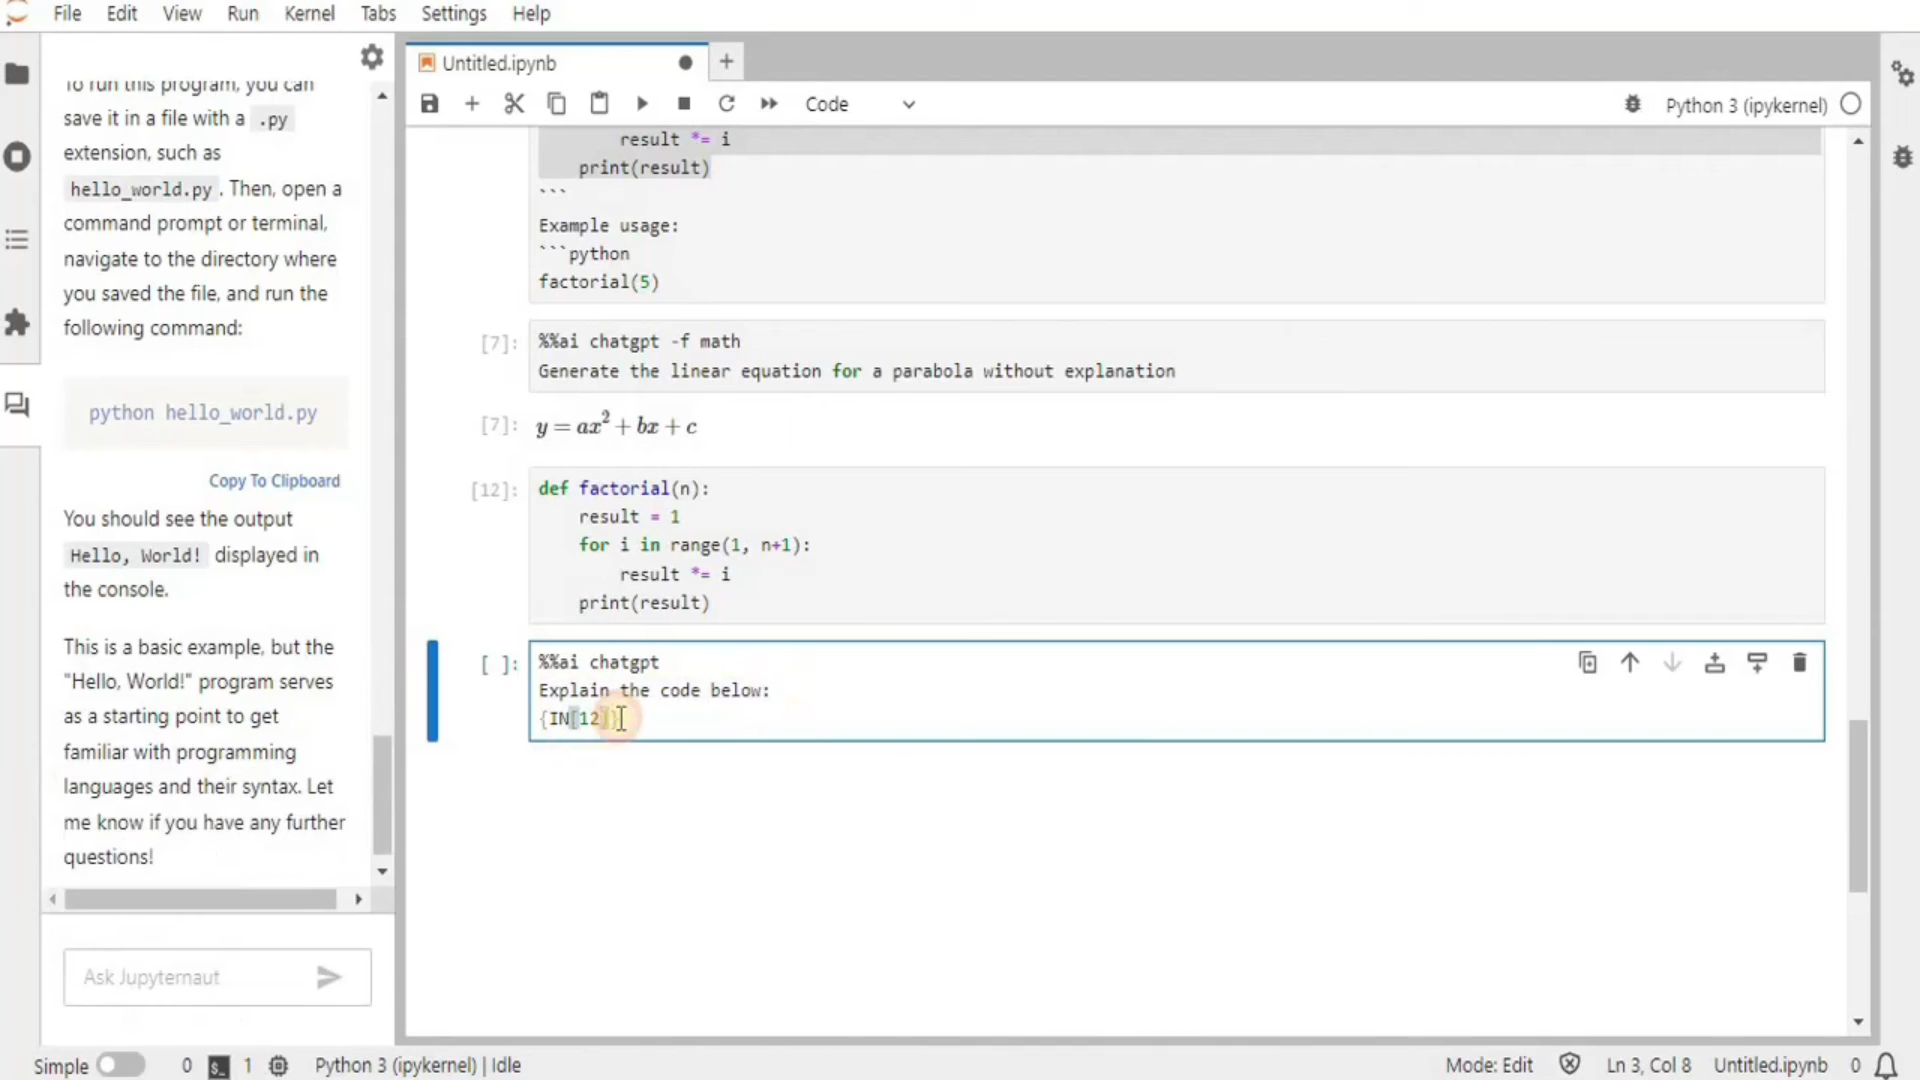 File Edit View Run Kernel Tabs Settings Help
To run this program, you can
save it in a file with a .py
extension, such as
hello_world.py. Then, open a
command prompt or terminal,
navigate to the directory where
you saved the file, and run the
following command:
python hello_world.py
Copy To Clipboard
You should see the output
Hello, World! displayed in
the console.
This is a basic example, but the
"Hello, World!" program serves
as a starting point to get
familiar with programming
languages and their syntax. Let
me know if you have any further
questions!
Ask Jupyternaut
Untitled.ipynb
Code
Python 3 (ipykernel)
result *= i
print(result)
```
Example usage:
```python
factorial(5)
[7]:
%%ai chatgpt -f math
Generate the linear equation for a parabola without explanation
[7]:
y = ax² + bx + c
[12]:
def factorial(n):
result = 1
for i in range(1, n+1):
result *= i
print(result)
[ ]:
%%ai chatgpt
Explain the code below:
{IN[12]}
Simple 0 $_ 1 Python 3 (ipykernel) | Idle Mode: Edit Ln 3, Col 8 Untitled.ipynb 0